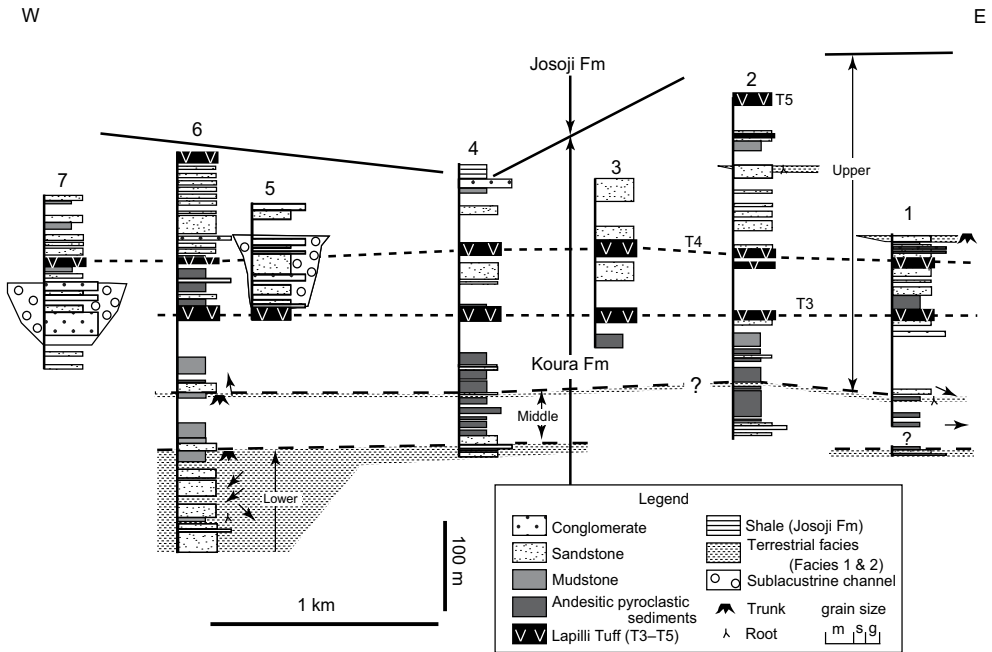 W
E
Josoji Fm
2
T5
6
4
3
7
5
Upper
1
T4
T3
Koura Fm
?
Middle
?
Lower
Legend
Conglomerate
Sandstone
Mudstone
Andesitic pyroclastic
sediments
Lapilli Tuff (T3–T5)
Shale (Josoji Fm)
Terrestrial facies
(Facies 1 & 2)
Sublacustrine channel
Trunk
grain size
Root
m s g
100 m
1 km